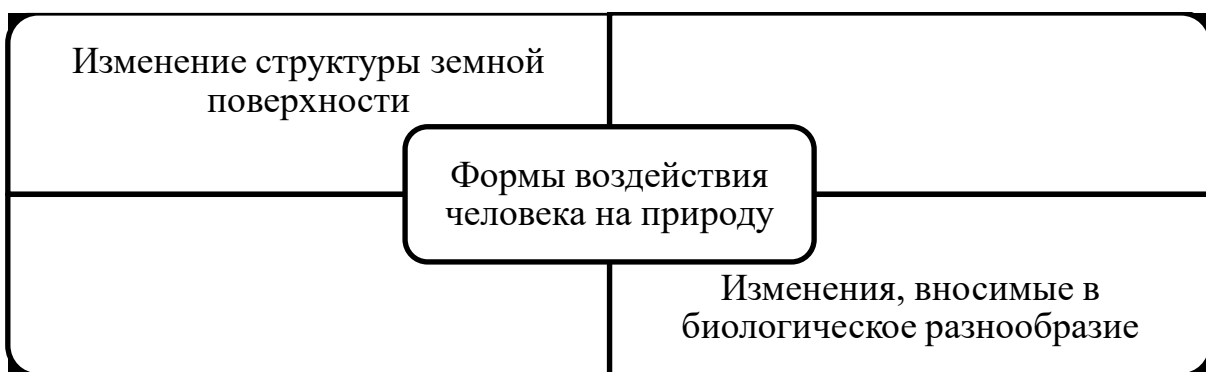 Изменение структуры земной
поверхности
Формы воздействия
человека на природу
Изменения, вносимые в
биологическое разнообразие